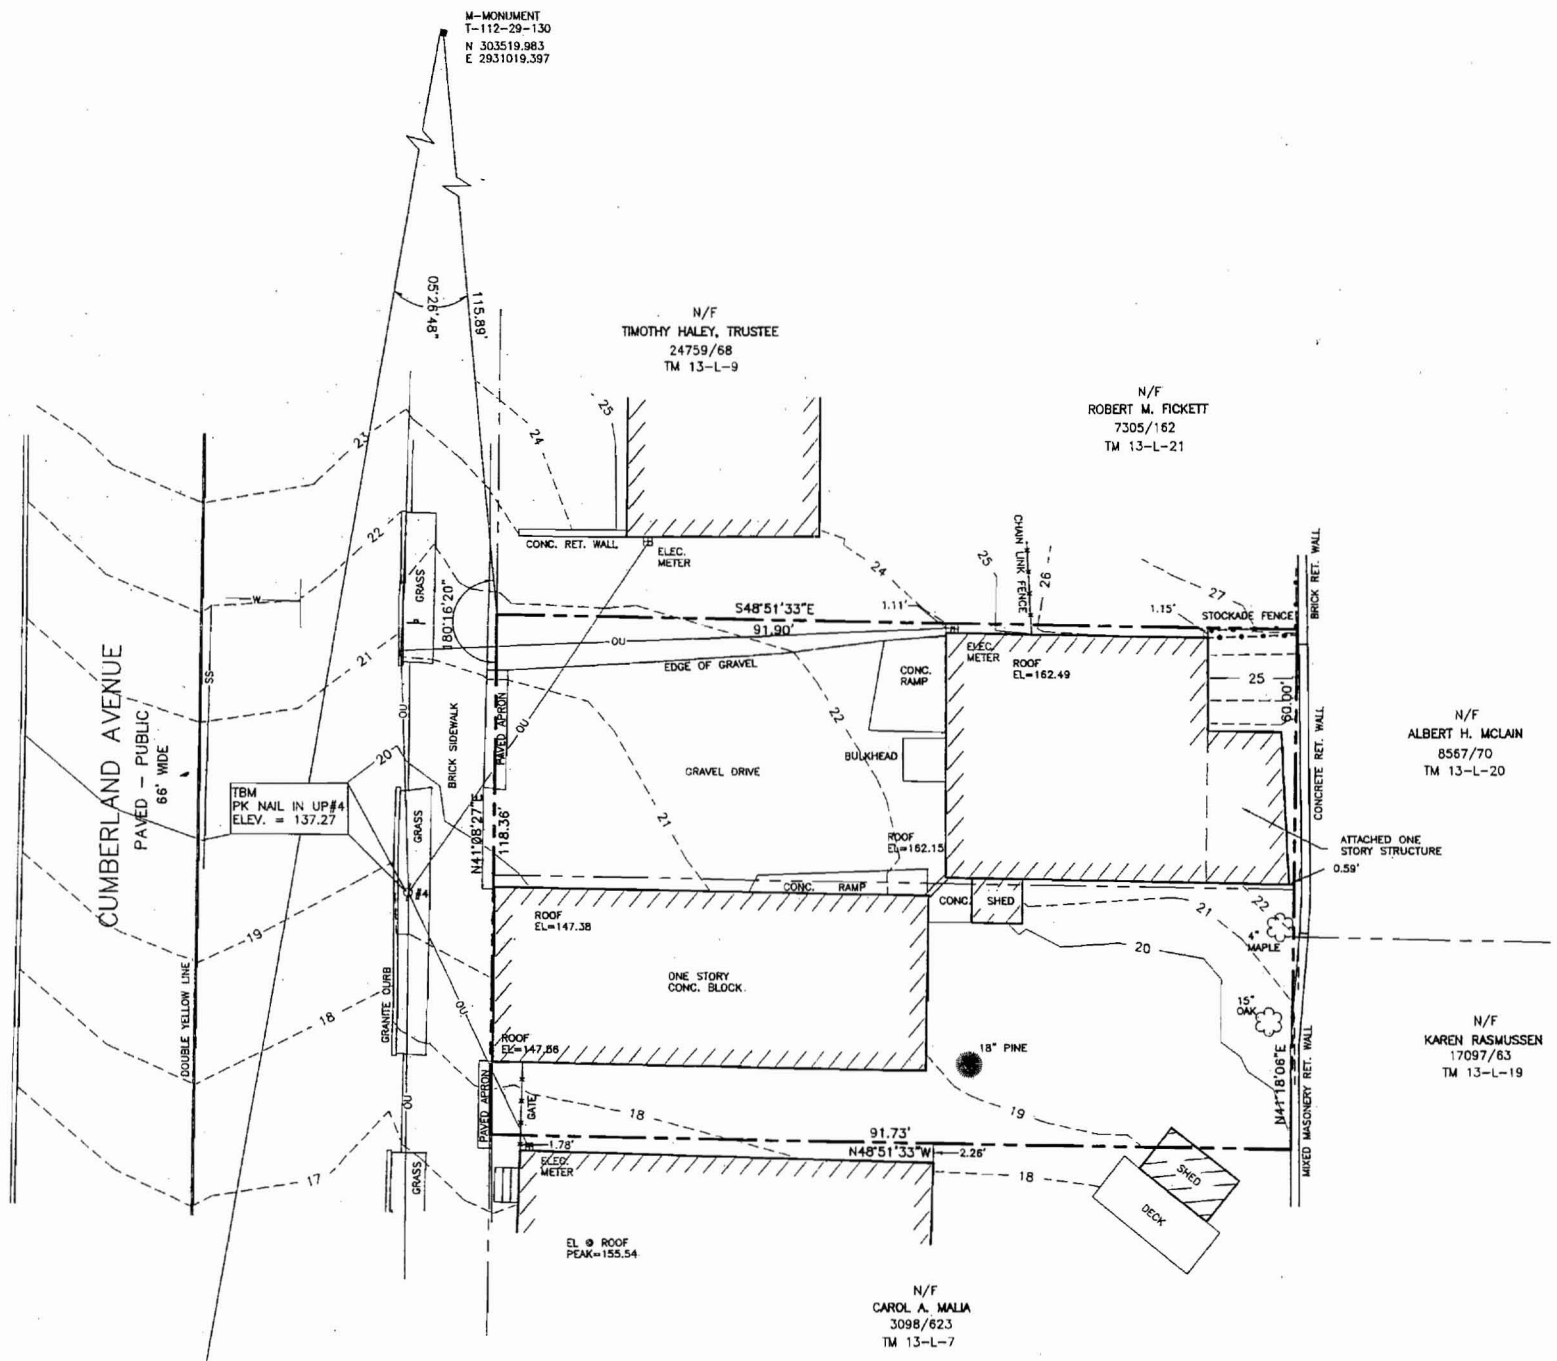 M-MONUMENT
T-112-29-130
N 303519.983
E 2931019.397
05°26'48"
115.89'
N/F
TIMOTHY HALEY, TRUSTEE
24759/68
TM 13-L-9
N/F
ROBERT M. FICKETT
7305/162
TM 13-L-21
25
24
23
22
21
20
19
18
17
CONC. RET. WALL
ELEC.
METER
24
25
CHAIN LINK FENCE
26
27
BRICK RET. WALL
STOCKADE FENCE
GRASS
P
180°16'20"
W
SS
S48°51'33"E
91.90'
1.11'
1.15'
OU
EDGE OF GRAVEL
CONC.
RAMP
ELEC.
METER
ROOF
EL=162.49
25
60.00'
CONCRETE RET. WALL
N/F
ALBERT H. MCLAIN
8567/70
TM 13-L-20
CUMBERLAND AVENUE
PAVED - PUBLIC
66' WIDE
OU
BRICK SIDEWALK
PAVED APRON
OU
22
BULKHEAD
GRAVEL DRIVE
TBM
PK NAIL IN UP#4
ELEV. = 137.27
GRASS
N41°08'27"E
118.36'
21
ROOF
EL=162.15
ATTACHED ONE
STORY STRUCTURE
0.59'
#4
CONC. RAMP
CONC.
SHED
21
22
4"
MAPLE
ROOF
EL=147.38
20
DOUBLE YELLOW LINE
GRANITE CURB
ONE STORY
CONC. BLOCK
15"
OAK
N/F
KAREN RASMUSSEN
17097/63
TM 13-L-19
OU
ROOF
EL=147.56
18" PINE
N41°18'06"E
MIXED MASONERY RET. WALL
OU
PAVED APRON
GATE
18
19
91.73'
N48°51'33"W
2.26'
1.78'
ELEC.
METER
18
GRASS
SHED
DECK
EL @ ROOF
PEAK=155.54
N/F
CAROL A. MALIA
3098/623
TM 13-L-7